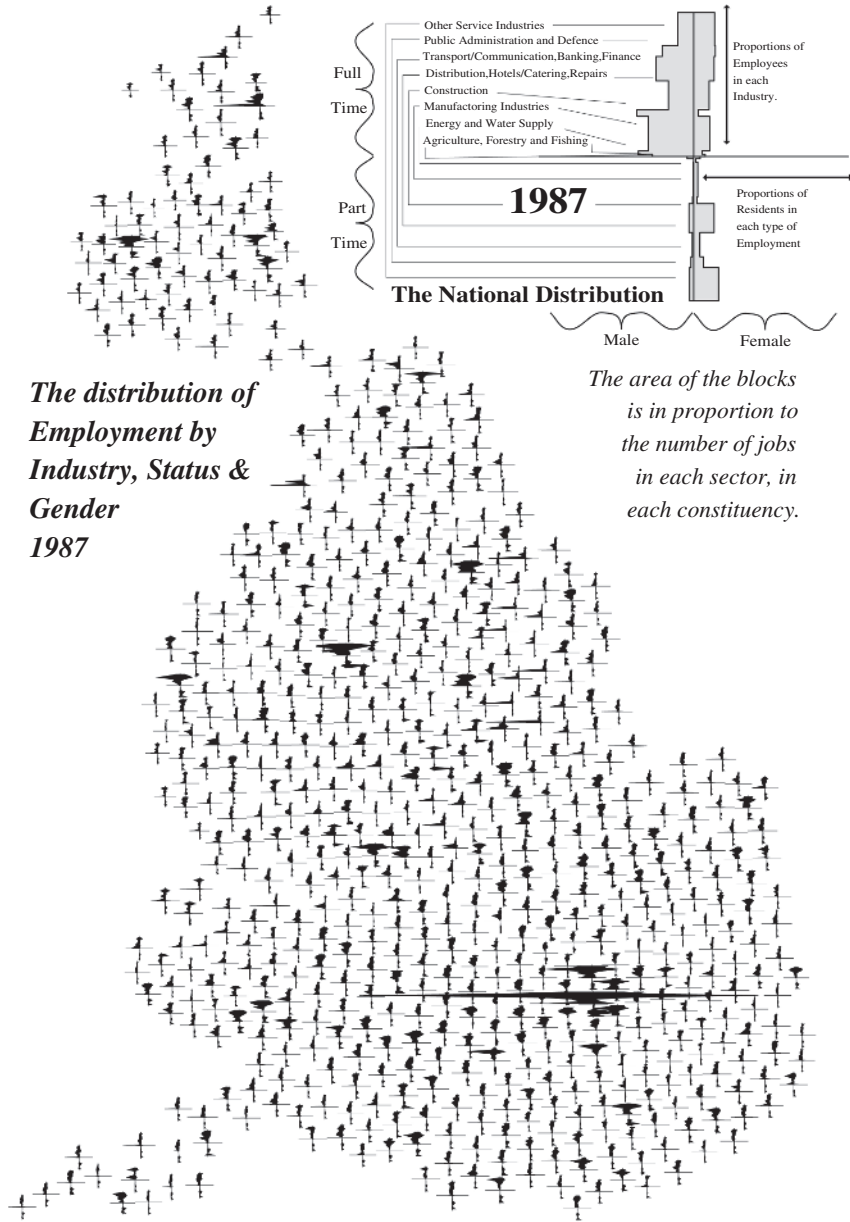 Other Service Industries
Public Administration and Defence
Transport/Communication,Banking,Finance
Distribution,Hotels/Catering,Repairs
Construction
Manufactoring Industries
Energy and Water Supply
Agriculture, Forestry and Fishing
Full
Time
Part
Time
Proportions of
Employees
in each
Industry.
1987
Proportions of
Residents in
each type of
Employment
The National Distribution
Male
Female
The distribution of
Employment by
Industry, Status &
Gender
1987
The area of the blocks
is in proportion to
the number of jobs
in each sector, in
each constituency.